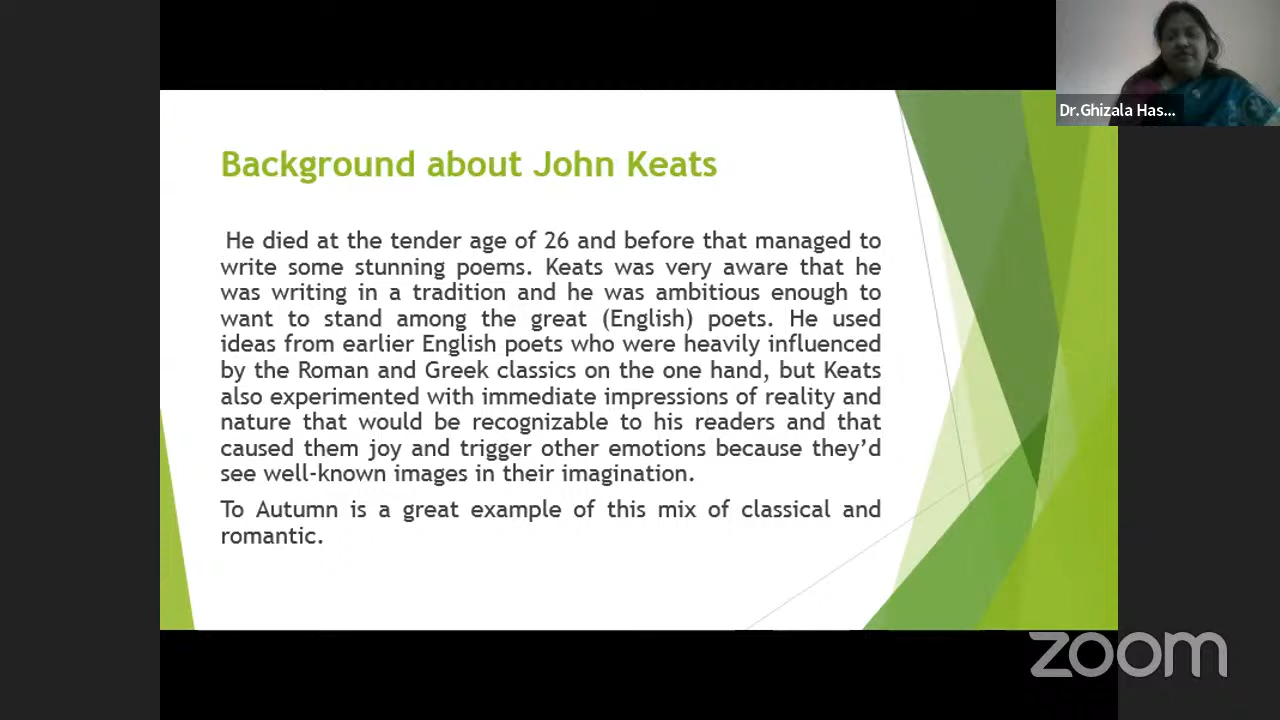 Dr.Ghizala Has...
Background about John Keats
He died at the tender age of 26 and before that managed to
write some stunning poems. Keats was very aware that he
was writing in a tradition and he was ambitious enough to
want to stand among the great (English) poets. He used
ideas from earlier English poets who were heavily influenced
by the Roman and Greek classics on the one hand, but Keats
also experimented with immediate impressions of reality and
nature that would be recognizable to his readers and that
caused them joy and trigger other emotions because they’d
see well-known images in their imagination.
To Autumn is a great example of this mix of classical and
romantic.
zoom